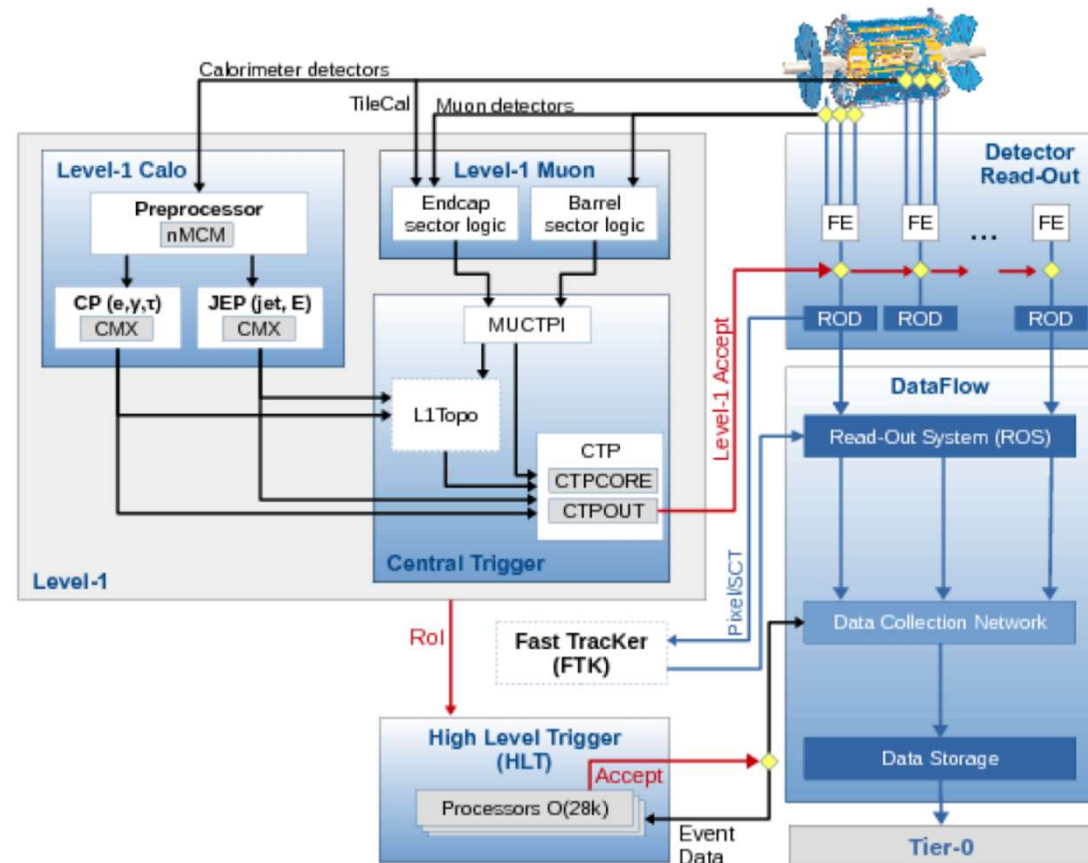 Calorimeter detectors
TileCal
Muon detectors
Level-1 Calo
Preprocessor
nMCM
CP (e,γ,τ)
CMX
JEP (jet, E)
CMX
Level-1 Muon
Endcap
sector logic
Barrel
sector logic
MUCTPI
L1Topo
CTP
CTPCORE
CTPOUT
Central Trigger
Level-1
Level-1 Accept
Detector
Read-Out
FE
FE
...
FE
ROD
ROD
ROD
DataFlow
Read-Out System (ROS)
Pixel/SCT
Data Collection Network
RoI
Fast TracKer
(FTK)
High Level Trigger
(HLT)
Accept
Processors O(28k)
Event
Data
Data Storage
Tier-0